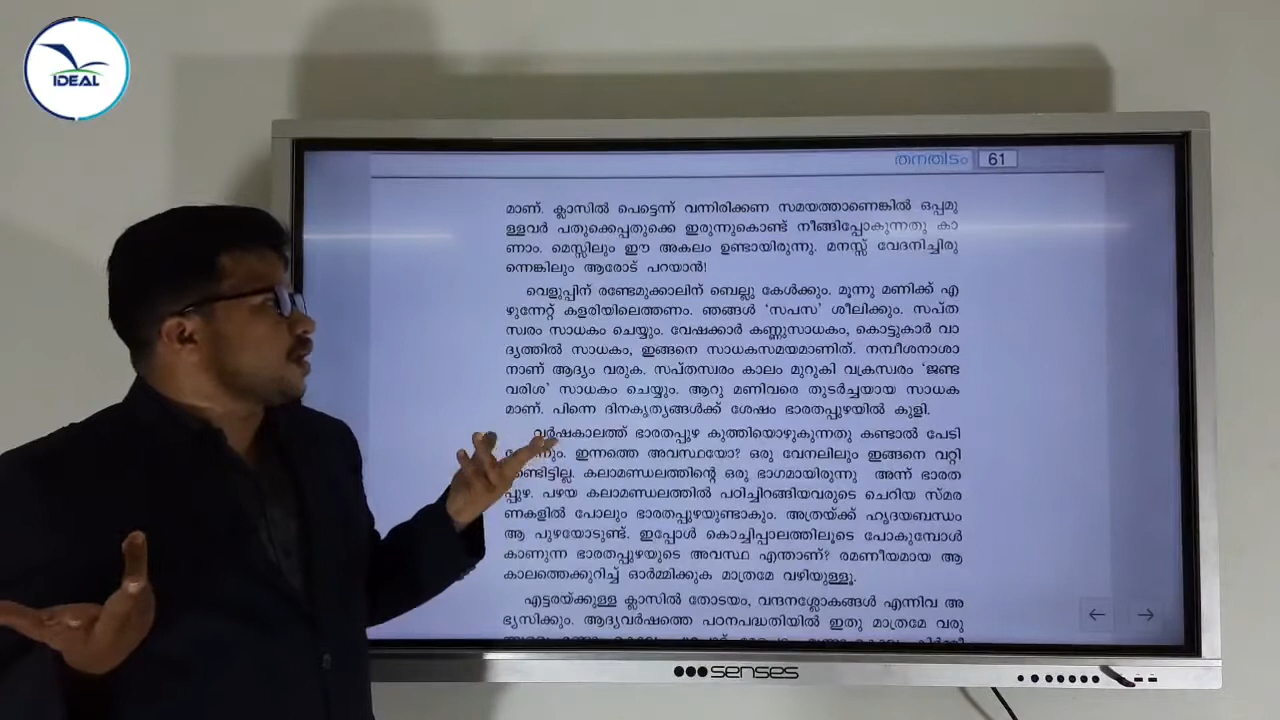 IDEAL
തനതിടം 61
മാണ്. ക്ലാസിൽ പെട്ടെന്ന് വന്നിരിക്കണ സമയത്താണെങ്കിൽ ഒപ്പമു
ള്ളവർ പതുക്കെപ്പതുക്കെ ഇരുന്നുകൊണ്ട് നീങ്ങിപ്പോകുന്നതു കാ
ണാം. മെസ്സിലും ഈ അകലം ഉണ്ടായിരുന്നു. മനസ്സ് വേദനിച്ചിരു
ന്നെങ്കിലും ആരോട് പറയാൻ!
വെളുപ്പിന് രണ്ടേമുക്കാലിന് ബെല്ലു കേൾക്കും. മൂന്നു മണിക്ക് എ
ഴുന്നേറ്റ് കളരിയിലെത്തണം. ഞങ്ങൾ ‘സപസ’ ശീലിക്കും. സപ്ത
സ്വരം സാധകം ചെയ്യും. വേഷക്കാർ കണ്ണുസാധകം, കൊട്ടുകാർ വാ
ദ്യത്തിൽ സാധകം, ഇങ്ങനെ സാധകസമയമാണിത്. നമ്പീശനാശാ
നാണ് ആദ്യം വരുക. സപ്തസ്വരം കാലം മുറുകി വക്രസ്വരം ‘ജണ്ട
വരിശ’ സാധകം ചെയ്യും. ആറു മണിവരെ തുടർച്ചയായ സാധക
മാണ്. പിന്നെ ദിനകൃത്യങ്ങൾക്ക് ശേഷം ഭാരതപ്പുഴയിൽ കുളി.
വർഷകാലത്ത് ഭാരതപ്പുഴ കുത്തിയൊഴുകുന്നതു കണ്ടാൽ പേടി
ഇന്നത്തെ അവസ്ഥയോ? ഒരു വേനലിലും ഇങ്ങനെ വറ്റി
കലാമണ്ഡലത്തിന്റെ ഒരു ഭാഗമായിരുന്നു അന്ന് ഭാരത
പ്പുഴ. പഴയ കലാമണ്ഡലത്തിൽ പഠിച്ചിറങ്ങിയവരുടെ ചെറിയ സ്മര
ണകളിൽ പോലും ഭാരതപ്പുഴയുണ്ടാകും. അത്രയ്ക്ക് ഹൃദയബന്ധം
ആ പുഴയോടുണ്ട്. ഇപ്പോൾ കൊച്ചിപ്പാലത്തിലൂടെ പോകുമ്പോൾ
കാണുന്ന ഭാരതപ്പുഴയുടെ അവസ്ഥ എന്താണ്? രമണീയമായ ആ
കാലത്തെക്കുറിച്ച് ഓർമ്മിക്കുക മാത്രമേ വഴിയുള്ളൂ.
എട്ടരയ്ക്കുള്ള ക്ലാസിൽ തോടയം, വന്ദനശ്ലോകങ്ങൾ എന്നിവ അ
ഭ്യസിക്കും. ആദ്യവർഷത്തെ പഠനപദ്ധതിയിൽ ഇതു മാത്രമേ വരു
senses